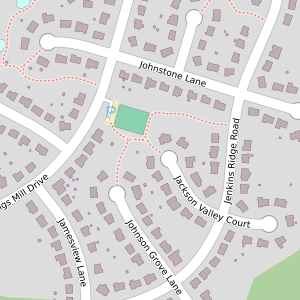 Johnstone Lane
Jenkins Ridge Road
Mill Drive
Jackson Valley Court
Jamesview Lane
Johnson Grove Lane